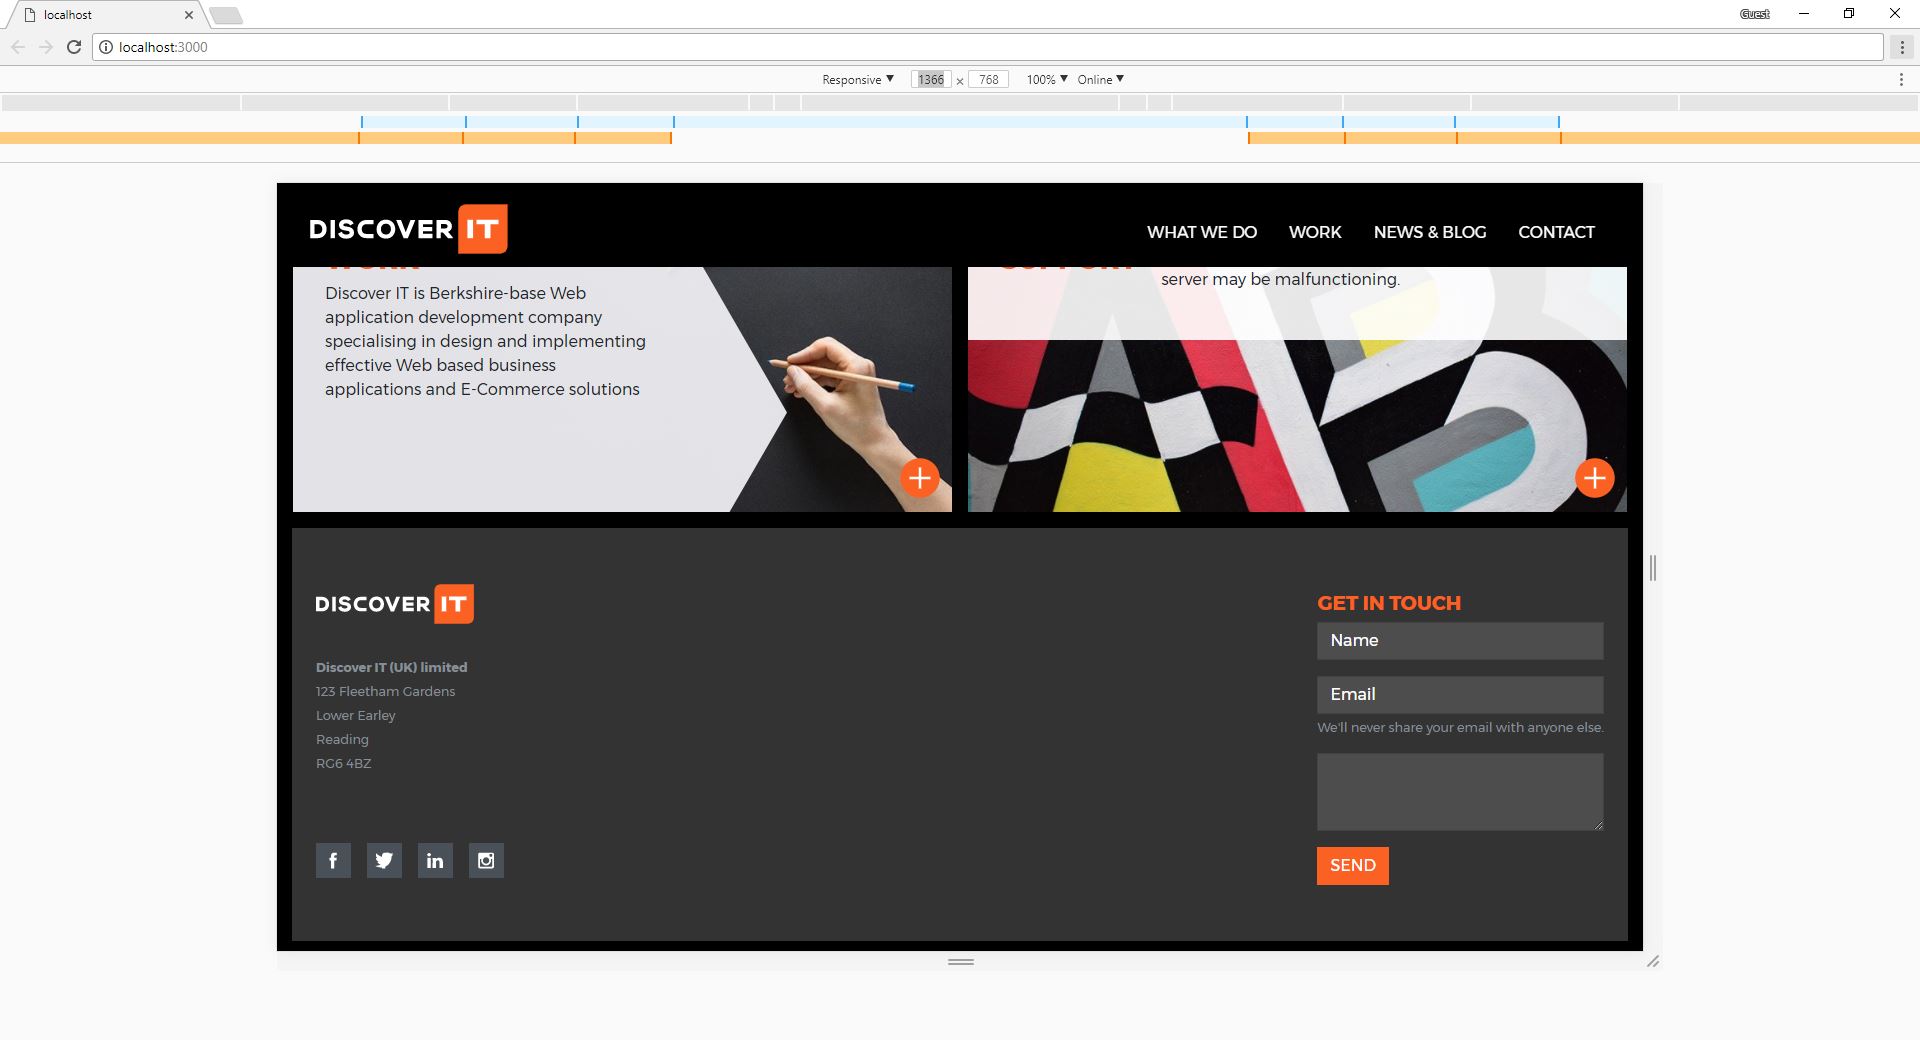 localhost
Guest
localhost:3000
Responsive
1366 × 768
100%
Online
DISCOVER IT
WHAT WE DO
WORK
NEWS & BLOG
CONTACT
Discover IT is Berkshire-base Web
application development company
specialising in design and implementing
effective Web based business
applications and E-Commerce solutions
server may be malfunctioning.
DISCOVER IT
Discover IT (UK) limited
123 Fleetham Gardens
Lower Earley
Reading
RG6 4BZ
GET IN TOUCH
Name
Email
We'll never share your email with anyone else.
SEND